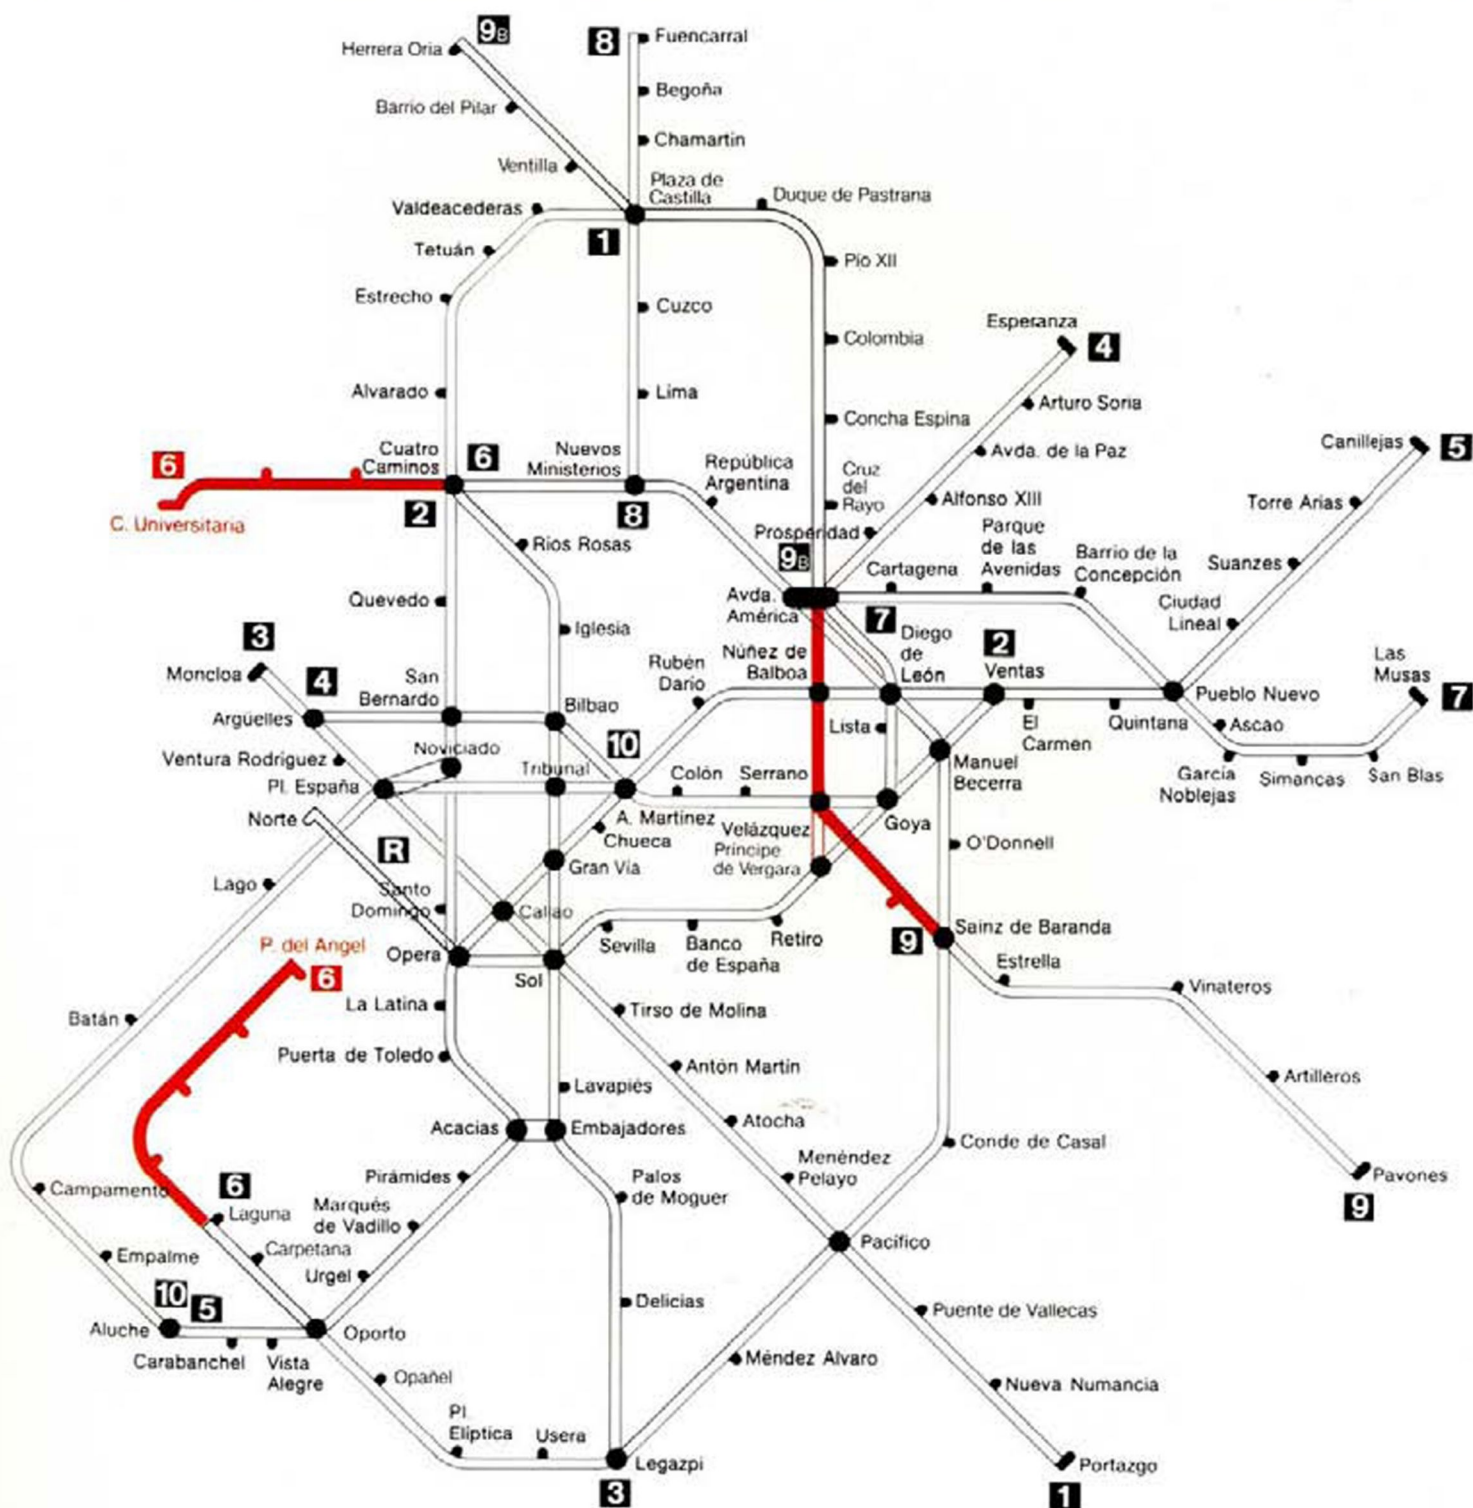 Herrera Oria
9B
8
Fuencarral
Barrio del Pilar
Begoña
Ventilla
Chamartín
Plaza de
Castilla
Duque de Pastrana
Valdeacederas
1
Tetuán
Pío XII
Estrecho
Cuzco
Colombia
Esperanza
4
Alvarado
Lima
Concha Espina
Arturo Soria
Canillejas
5
6
Cuatro
Caminos
6
Nuevos
Ministerios
República
Argentina
Cruz
del
Rayo
Avda. de la Paz
Torre Arias
C. Universitaria
2
8
Alfonso XIII
Prosperidad
Ríos Rosas
9B
Cartagena
Parque
de las
Avenidas
Barrio de la
Concepción
Suanzes
Ciudad
Lineal
Quevedo
Iglesia
Avda.
América
7
3
Moncloa
4
San
Bernardo
Bilbao
Rubén
Darío
Núñez de
Balboa
Diego
de
León
2
Ventas
Pueblo Nuevo
Las
Musas
7
Argüelles
Lista
El
Carmen
Quintana
Ascao
Ventura Rodríguez
Noviciado
Tribunal
10
Colón
Serrano
Manuel
Becerra
García
Noblejas
Simancas
San Blas
Pl. España
A. Martínez
Velázquez
Goya
Norte
Chueca
Príncipe
de Vergara
O'Donnell
R
Gran Vía
Lago
Santo
Domingo
Callao
P. del Angel
6
Opera
Sol
Sevilla
Banco
de España
Retiro
9
Sainz de Baranda
Estrella
Vinateros
Batán
La Latina
Tirso de Molina
Puerta de Toledo
Antón Martín
Artilleros
Lavapiés
Acacias
Embajadores
Atocha
Conde de Casal
Campamento
6
Laguna
Pirámides
Palos
de Moguer
Menéndez
Pelayo
Pavones
9
Marqués
de Vadillo
Empalme
Carpetana
Urgel
Pacífico
10
5
Aluche
Carabanchel
Vista
Alegre
Oporto
Delicias
Puente de Vallecas
Opañel
Méndez Alvaro
Nueva Numancia
Pl.
Elíptica
Usera
Legazpi
3
Portazgo
1